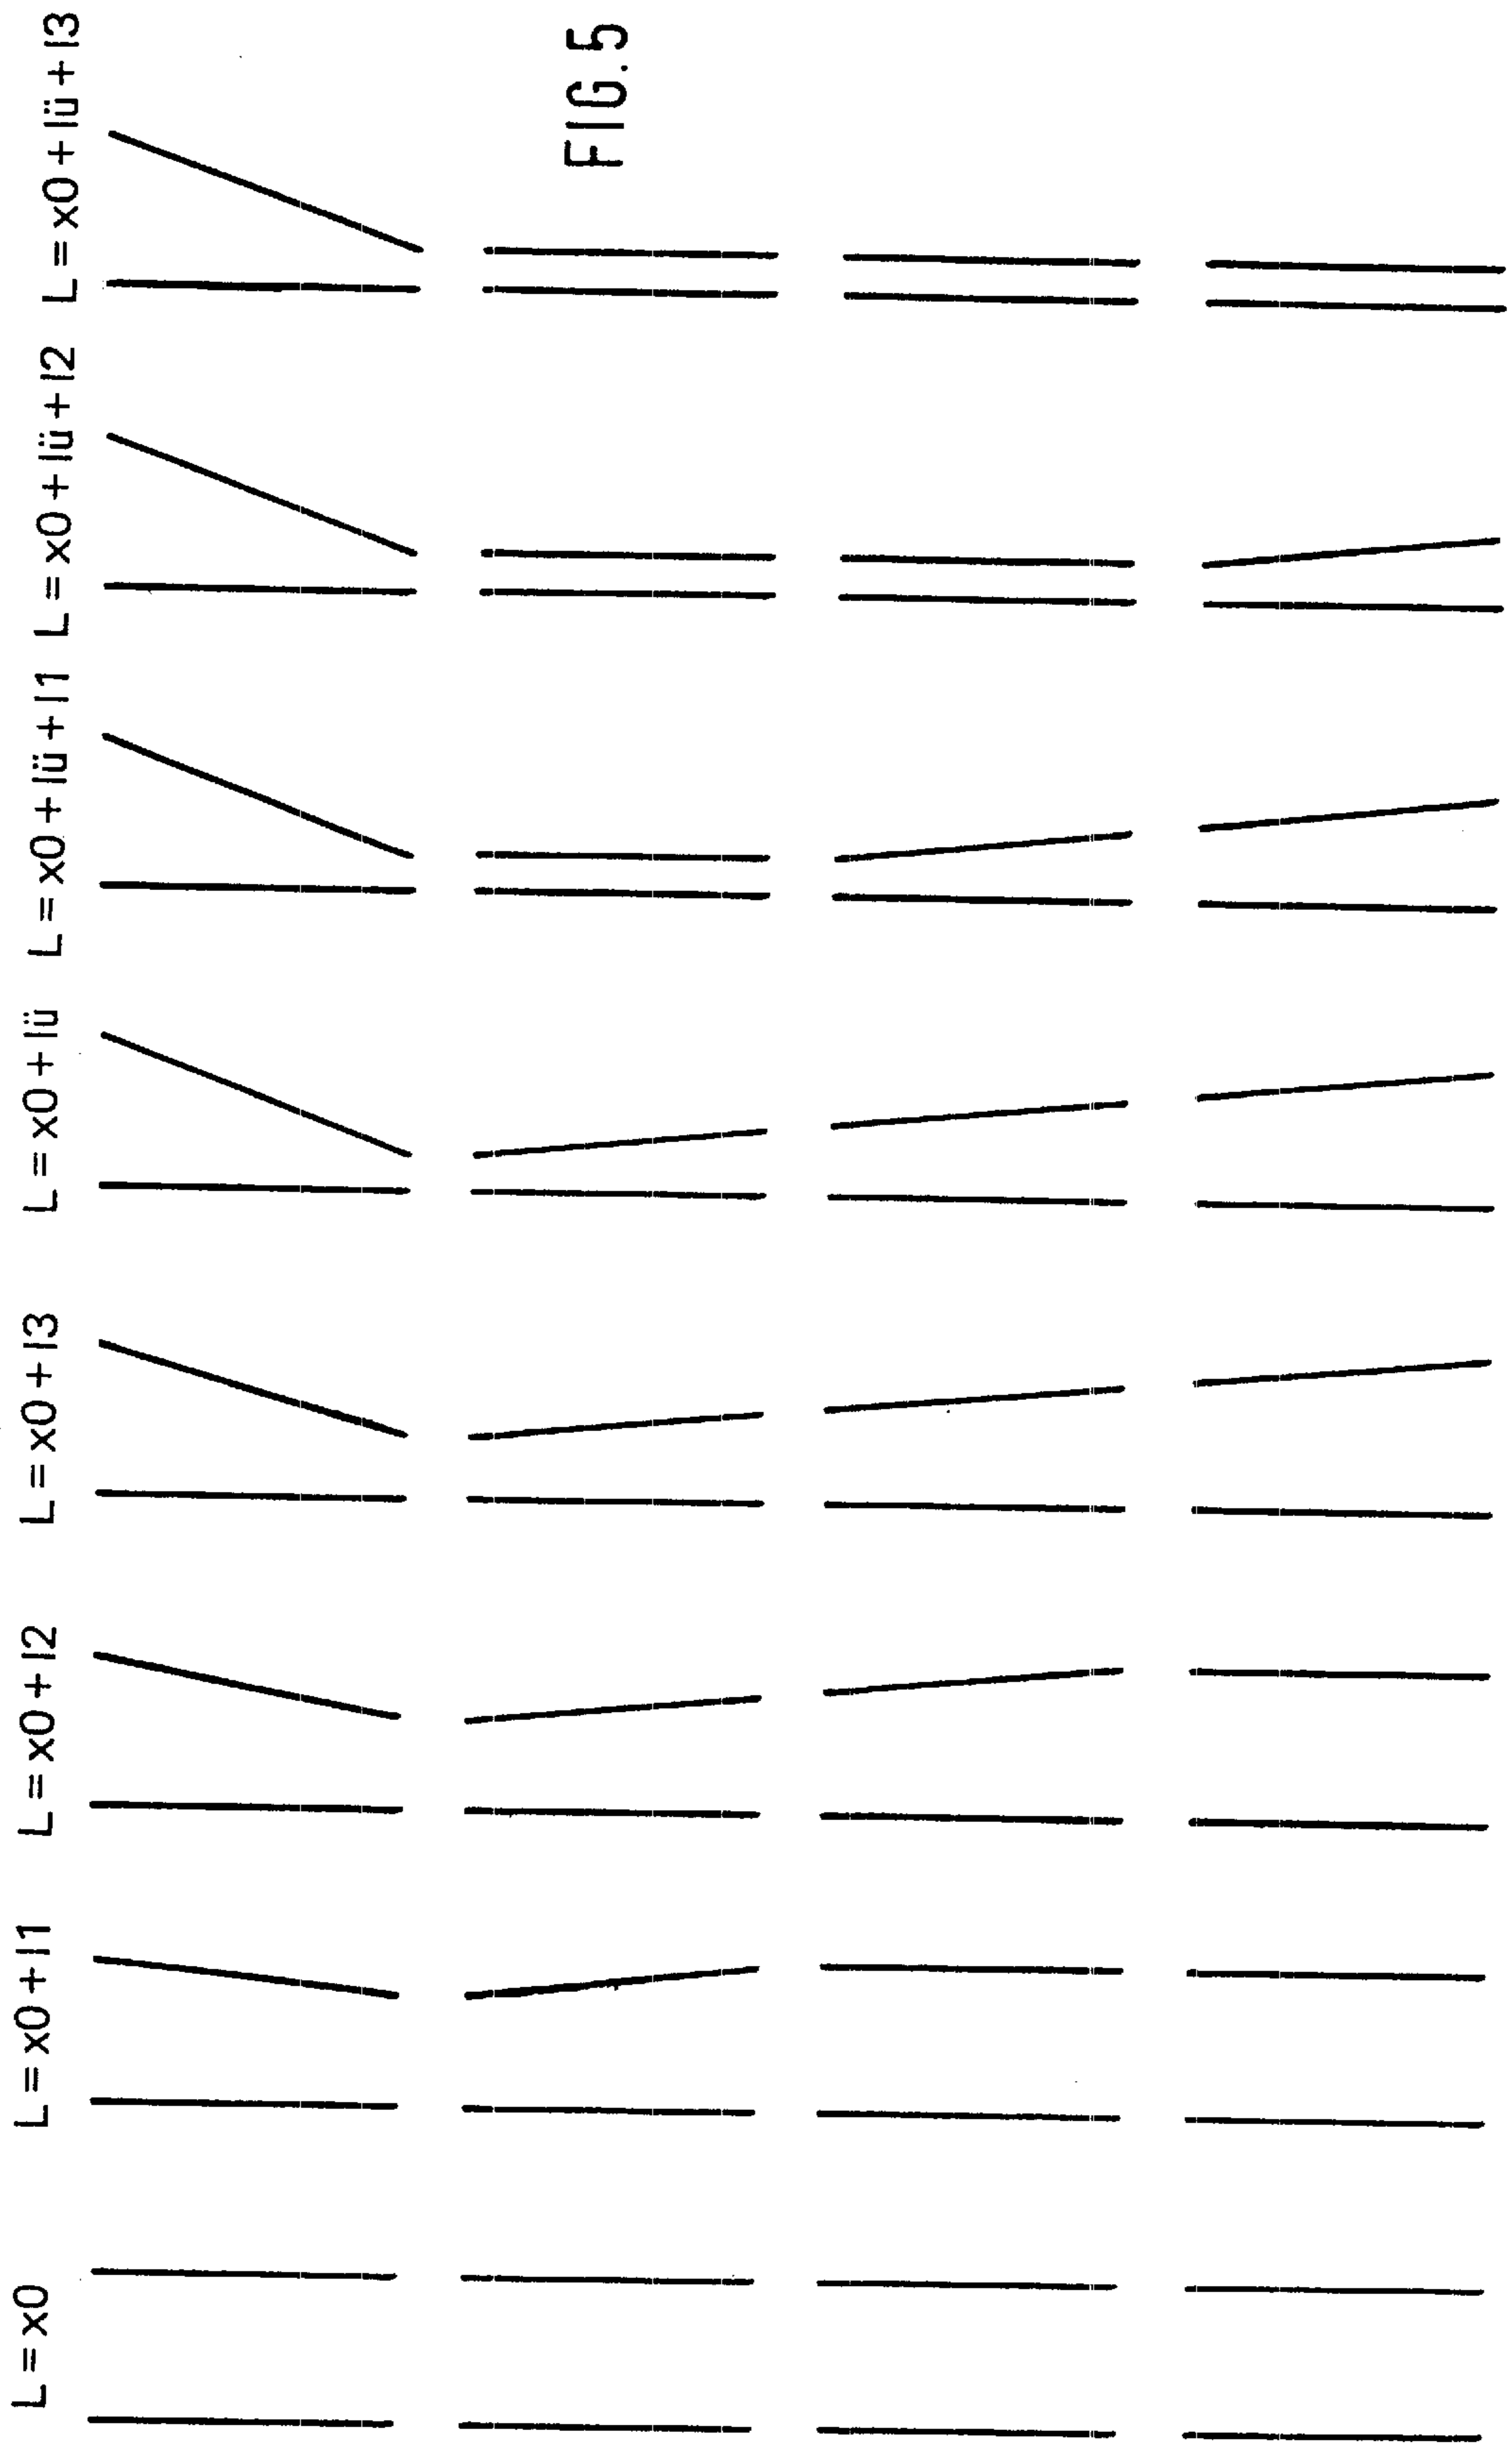 L = x0
L = x0 + l1
L = x0 + l2
L = x0 + l3
L = x0 + lü
L = x0 + lü + l1
L = x0 + lü + l2
L = x0 + lü + l3
FIG. 5